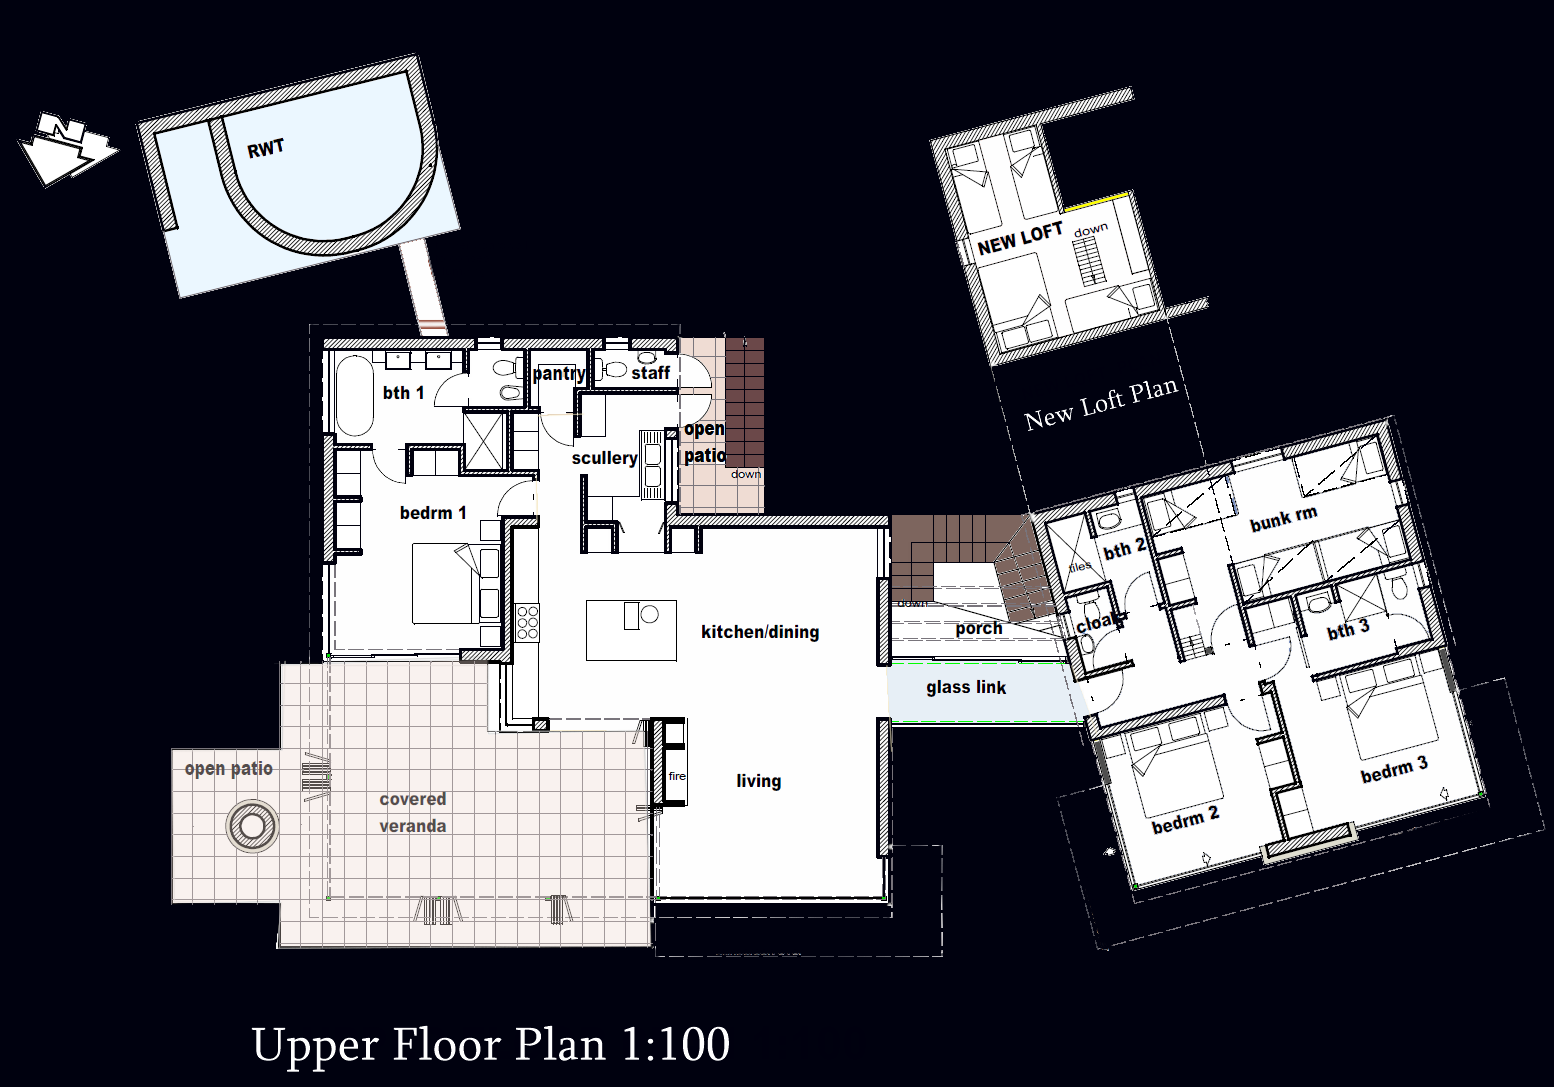 N
RWT
NEW LOFT
down
New Loft Plan
bth 1
pantry
staff
open
patio
down
scullery
bedrm 1
kitchen/dining
down
porch
glass link
tiles
bth 2
bunk rm
cloak
bth 3
bedrm 2
bedrm 3
open patio
covered
veranda
fire
living
Upper Floor Plan 1:100